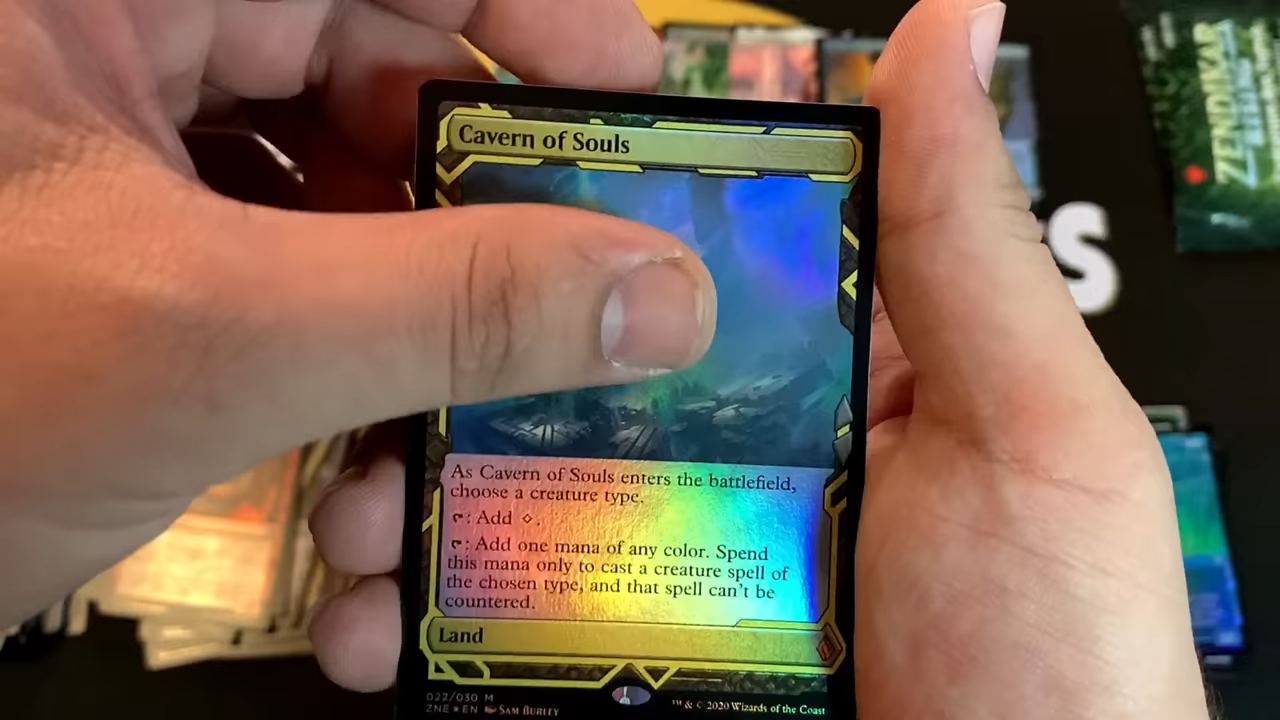 Cavern of Souls
ZENDIKAR
S
As Cavern of Souls enters the battlefield,
choose a creature type.
: Add ◇.
: Add one mana of any color. Spend
this mana only to cast a creature spell of
the chosen type, and that spell can't be
countered.
Land
022/030 M
ZNE ★ EN SAM BURLEY
™ & © 2020 Wizards of the Coast